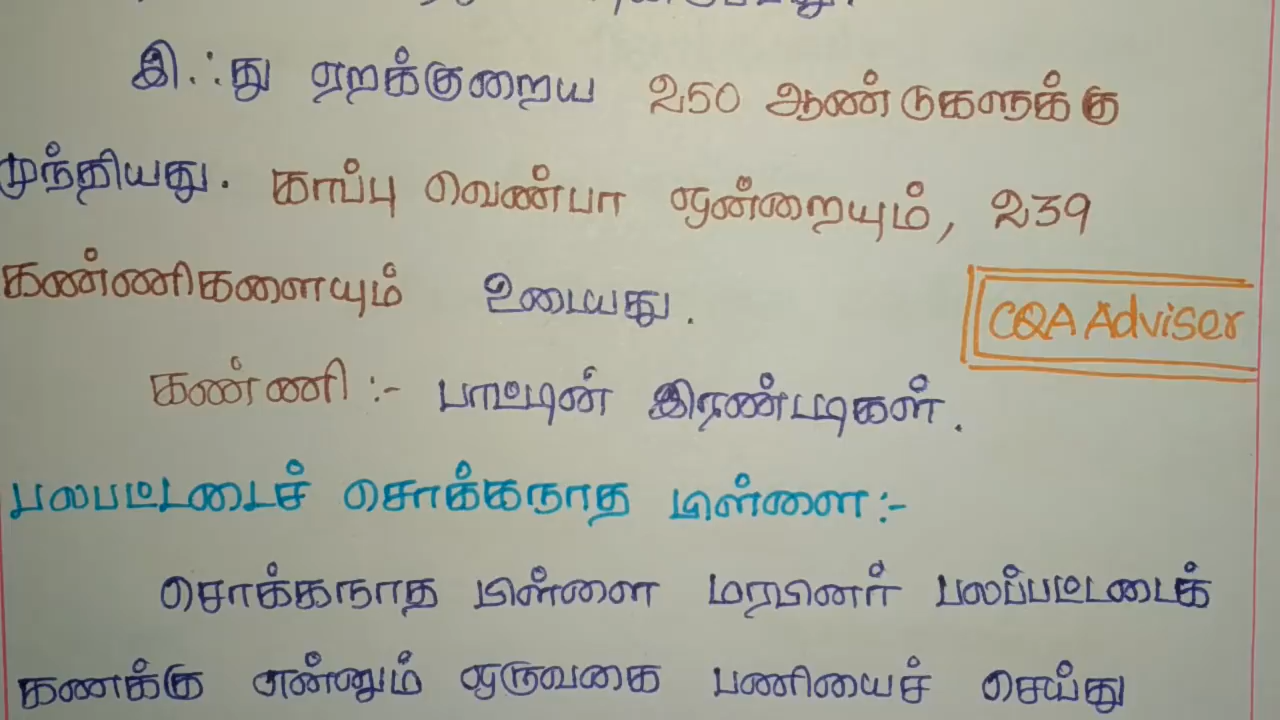 இஃது ஏறக்குறைய 250 ஆண்டுகளுக்கு
முந்தியது. காப்பு வெண்பா ஒன்றையும், 239
கண்ணிகளையும் உடையது.
CQA Adviser
கண்ணி :- பாட்டின் இரண்டடிகள்.
பலபட்டடைச் சொக்கநாத பிள்ளை :-
சொக்கநாத பிள்ளை மரபினர் பலப்பட்டடைக்
கணக்கு என்னும் ஒருவகை பணியைச் செய்து